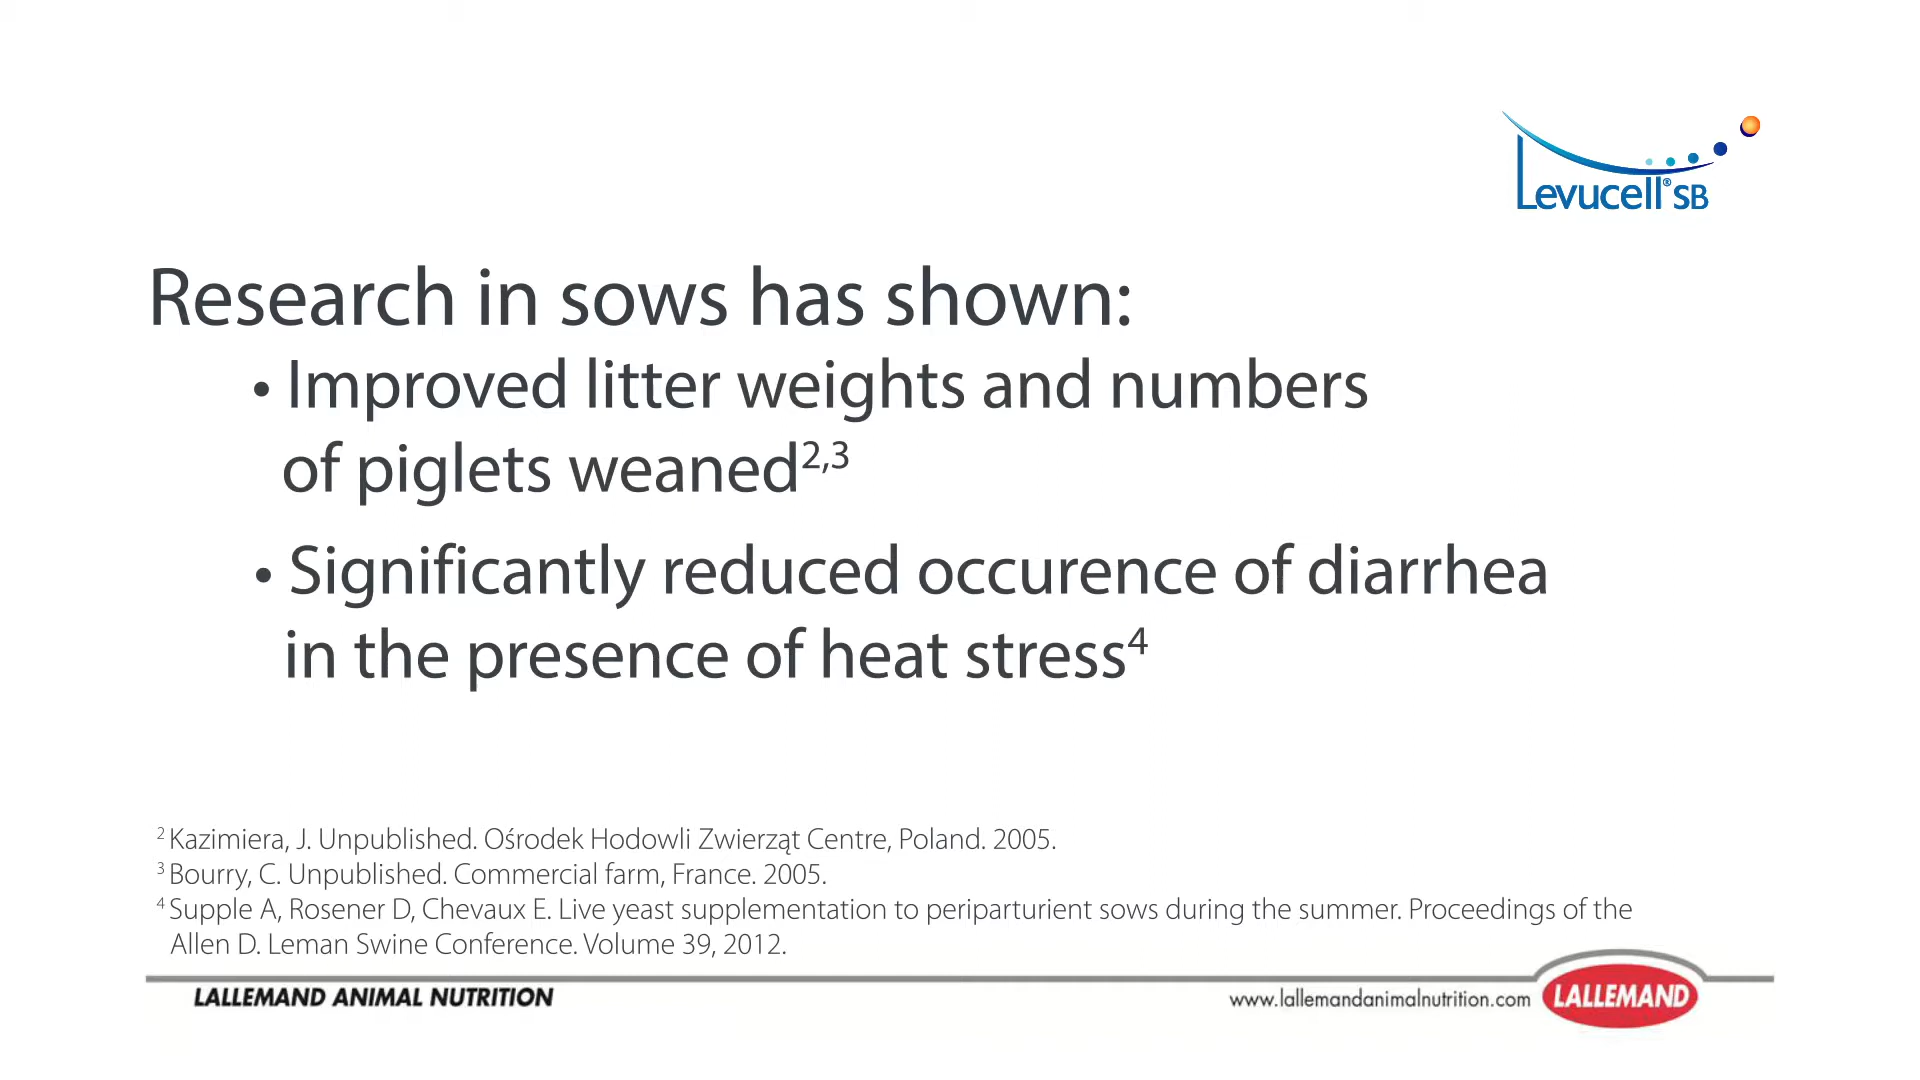 Levucell® SB
Research in sows has shown:
• Improved litter weights and numbers
of piglets weaned2,3
• Significantly reduced occurence of diarrhea
in the presence of heat stress4
2 Kazimiera, J. Unpublished. Ośrodek Hodowli Zwierząt Centre, Poland. 2005.
3 Bourry, C. Unpublished. Commercial farm, France. 2005.
4 Supple A, Rosener D, Chevaux E. Live yeast supplementation to periparturient sows during the summer. Proceedings of the
Allen D. Leman Swine Conference. Volume 39, 2012.
LALLEMAND ANIMAL NUTRITION
www.lallemandanimalnutrition.com
LALLEMAND